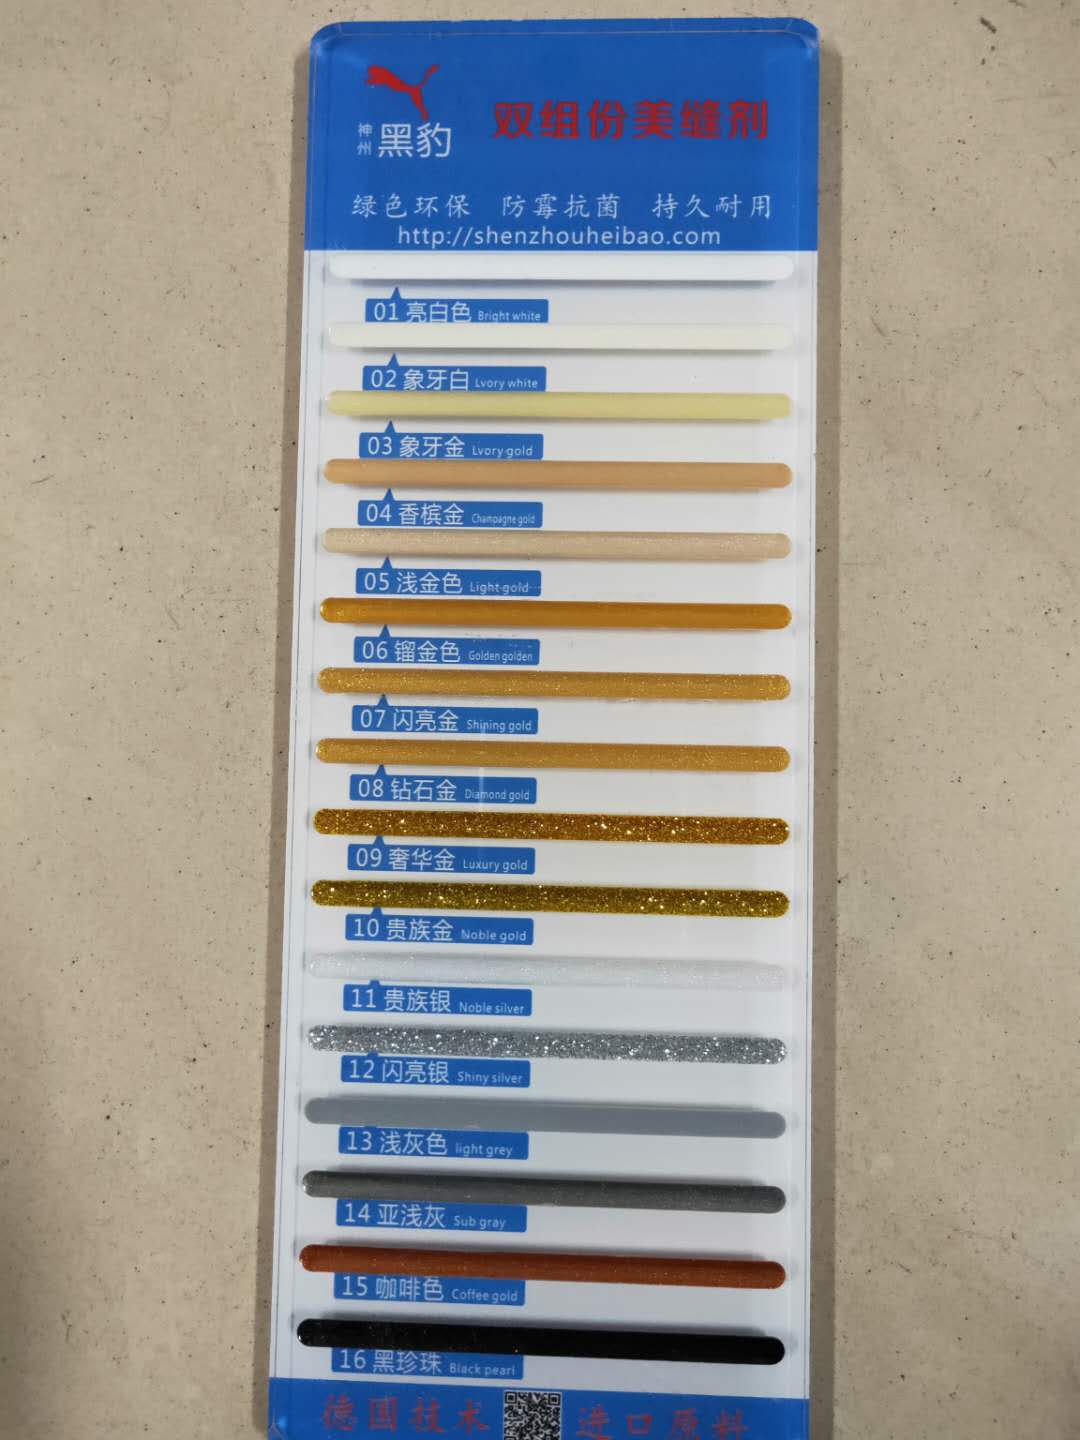 神州 黑豹
双组份美缝剂
绿色环保 防霉抗菌 持久耐用
http://shenzhouheibao.com
01 亮白色 Bright white
02 象牙白 Lvory white
03 象牙金 Lvory gold
04 香槟金 Champagne gold
05 浅金色 Light gold
06 镏金色 Golden golden
07 闪亮金 Shining gold
08 钻石金 Diamond gold
09 奢华金 Luxury gold
10 贵族金 Noble gold
11 贵族银 Noble silver
12 闪亮银 Shiny silver
13 浅灰色 light grey
14 亚浅灰 Sub gray
15 咖啡色 Coffee gold
16 黑珍珠 Black pearl
德国技术 进口原料